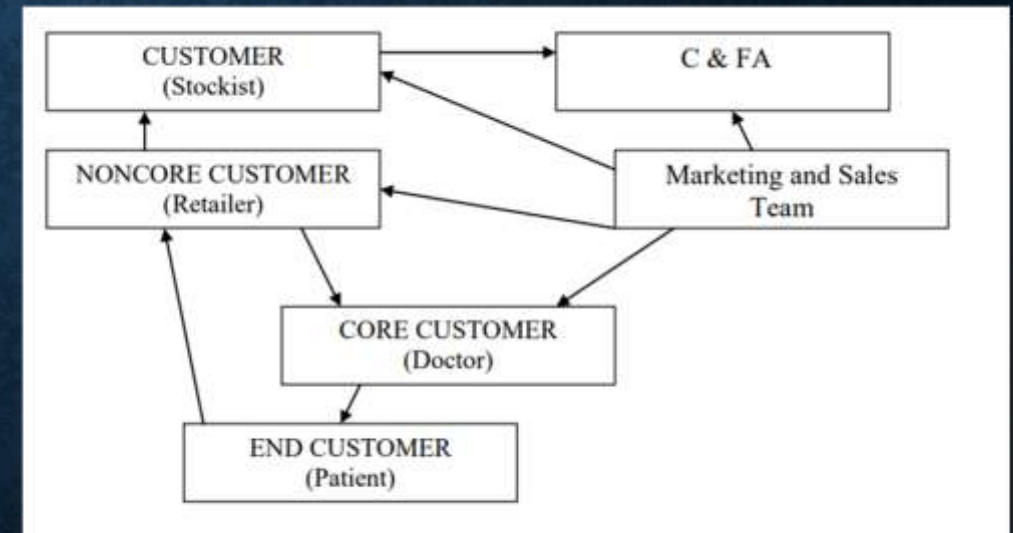 CUSTOMER
(Stockist)
C & FA
NONCORE CUSTOMER
(Retailer)
Marketing and Sales
Team
CORE CUSTOMER
(Doctor)
END CUSTOMER
(Patient)